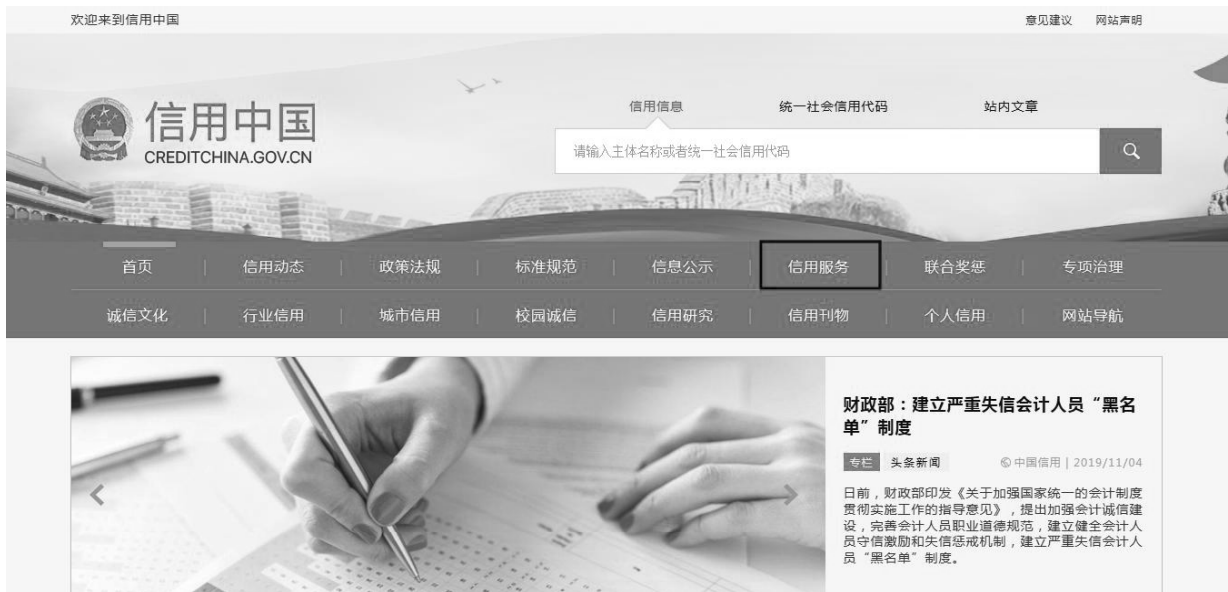 欢迎来到信用中国
意见建议 网站声明
信用中国
CREDITCHINA.GOV.CN
信用信息 统一社会信用代码 站内文章
请输入主体名称或者统一社会信用代码
首页 | 信用动态 | 政策法规 | 标准规范 | 信息公示 | 信用服务 | 联合奖惩 | 专项治理
诚信文化 | 行业信用 | 城市信用 | 校园诚信 | 信用研究 | 信用刊物 | 个人信用 | 网站导航
财政部：建立严重失信会计人员“黑名
单”制度
专栏 头条新闻 ©中国信用 | 2019/11/04
日前，财政部印发《关于加强国家统一的会计制度
贯彻实施工作的指导意见》，提出加强会计诚信建
设，完善会计人员职业道德规范，建立健全会计人
员守信激励和失信惩戒机制，建立严重失信会计人
员“黑名单”制度。